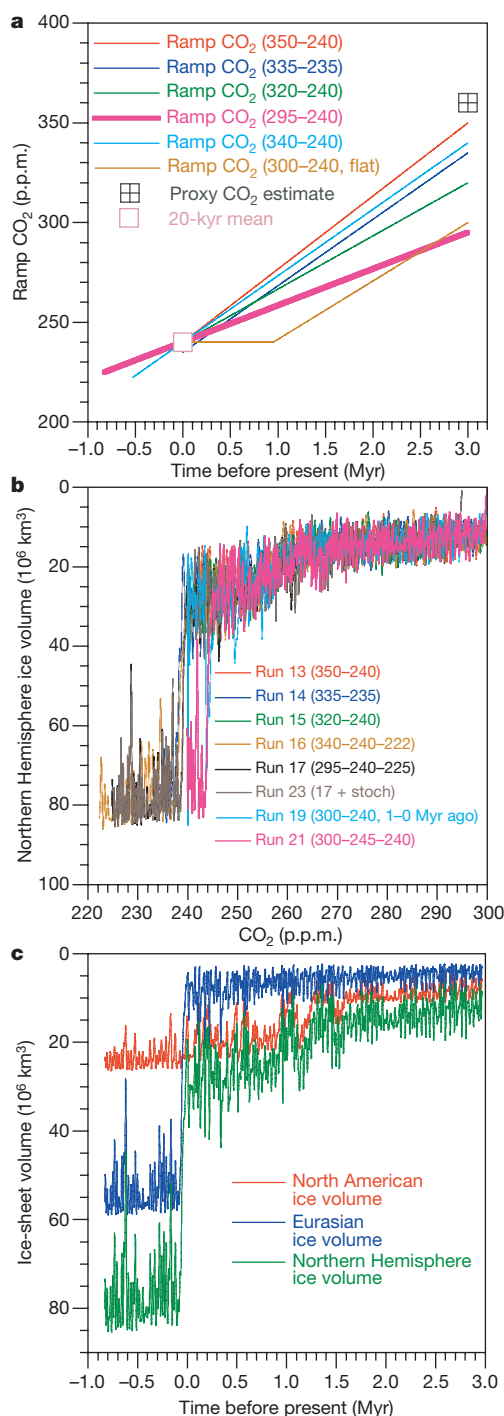 a
400
350
300
250
200
Ramp CO2 (p.p.m.)
Ramp CO2 (350–240)
Ramp CO2 (335–235)
Ramp CO2 (320–240)
Ramp CO2 (295–240)
Ramp CO2 (340–240)
Ramp CO2 (300–240, flat)
Proxy CO2 estimate
20-kyr mean
–1.0 –0.5 0.0 0.5 1.0 1.5 2.0 2.5 3.0
Time before present (Myr)
b
0
20
40
60
80
100
Northern Hemisphere ice volume (10⁶ km³)
Run 13 (350–240)
Run 14 (335–235)
Run 15 (320–240)
Run 16 (340–240–222)
Run 17 (295–240–225)
Run 23 (17 + stoch)
Run 19 (300–240, 1–0 Myr ago)
Run 21 (300–245–240)
220 230 240 250 260 270 280 290 300
CO2 (p.p.m.)
c
0
20
40
60
80
Ice-sheet volume (10⁶ km³)
North American
ice volume
Eurasian
ice volume
Northern Hemisphere
ice volume
–1.0 –0.5 0.0 0.5 1.0 1.5 2.0 2.5 3.0
Time before present (Myr)